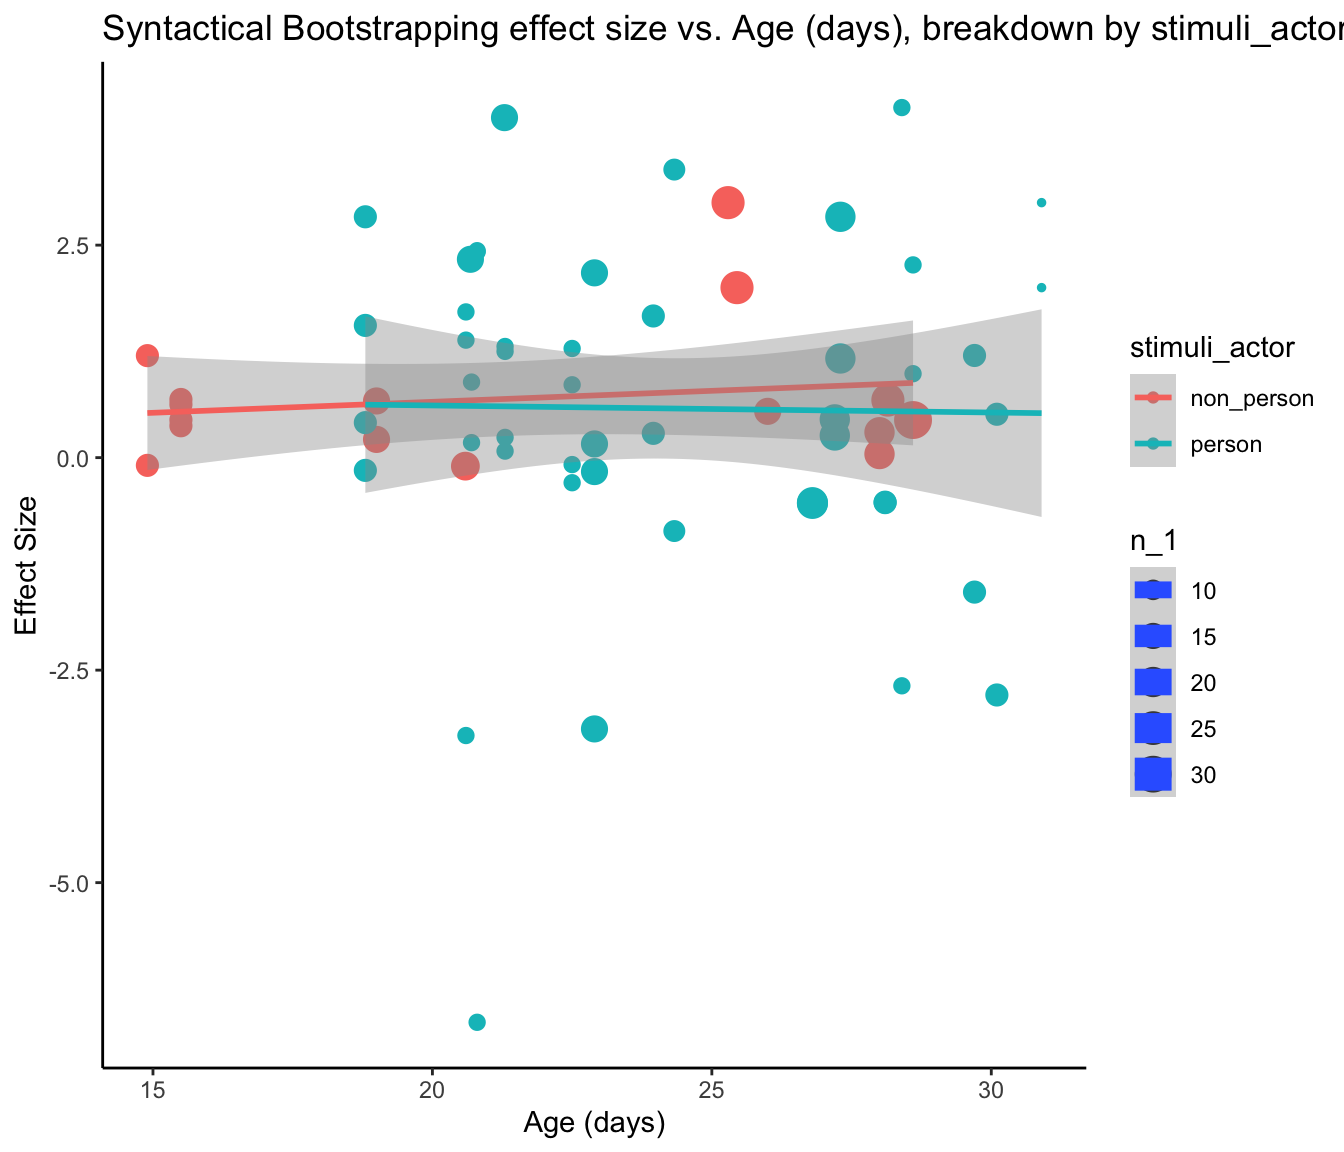 Syntactical Bootstrapping effect size vs. Age (days), breakdown by stimuli_actor
Effect Size
2.5
0.0
-2.5
-5.0
15
20
25
30
Age (days)
stimuli_actor
non_person
person
n_1
10
15
20
25
30